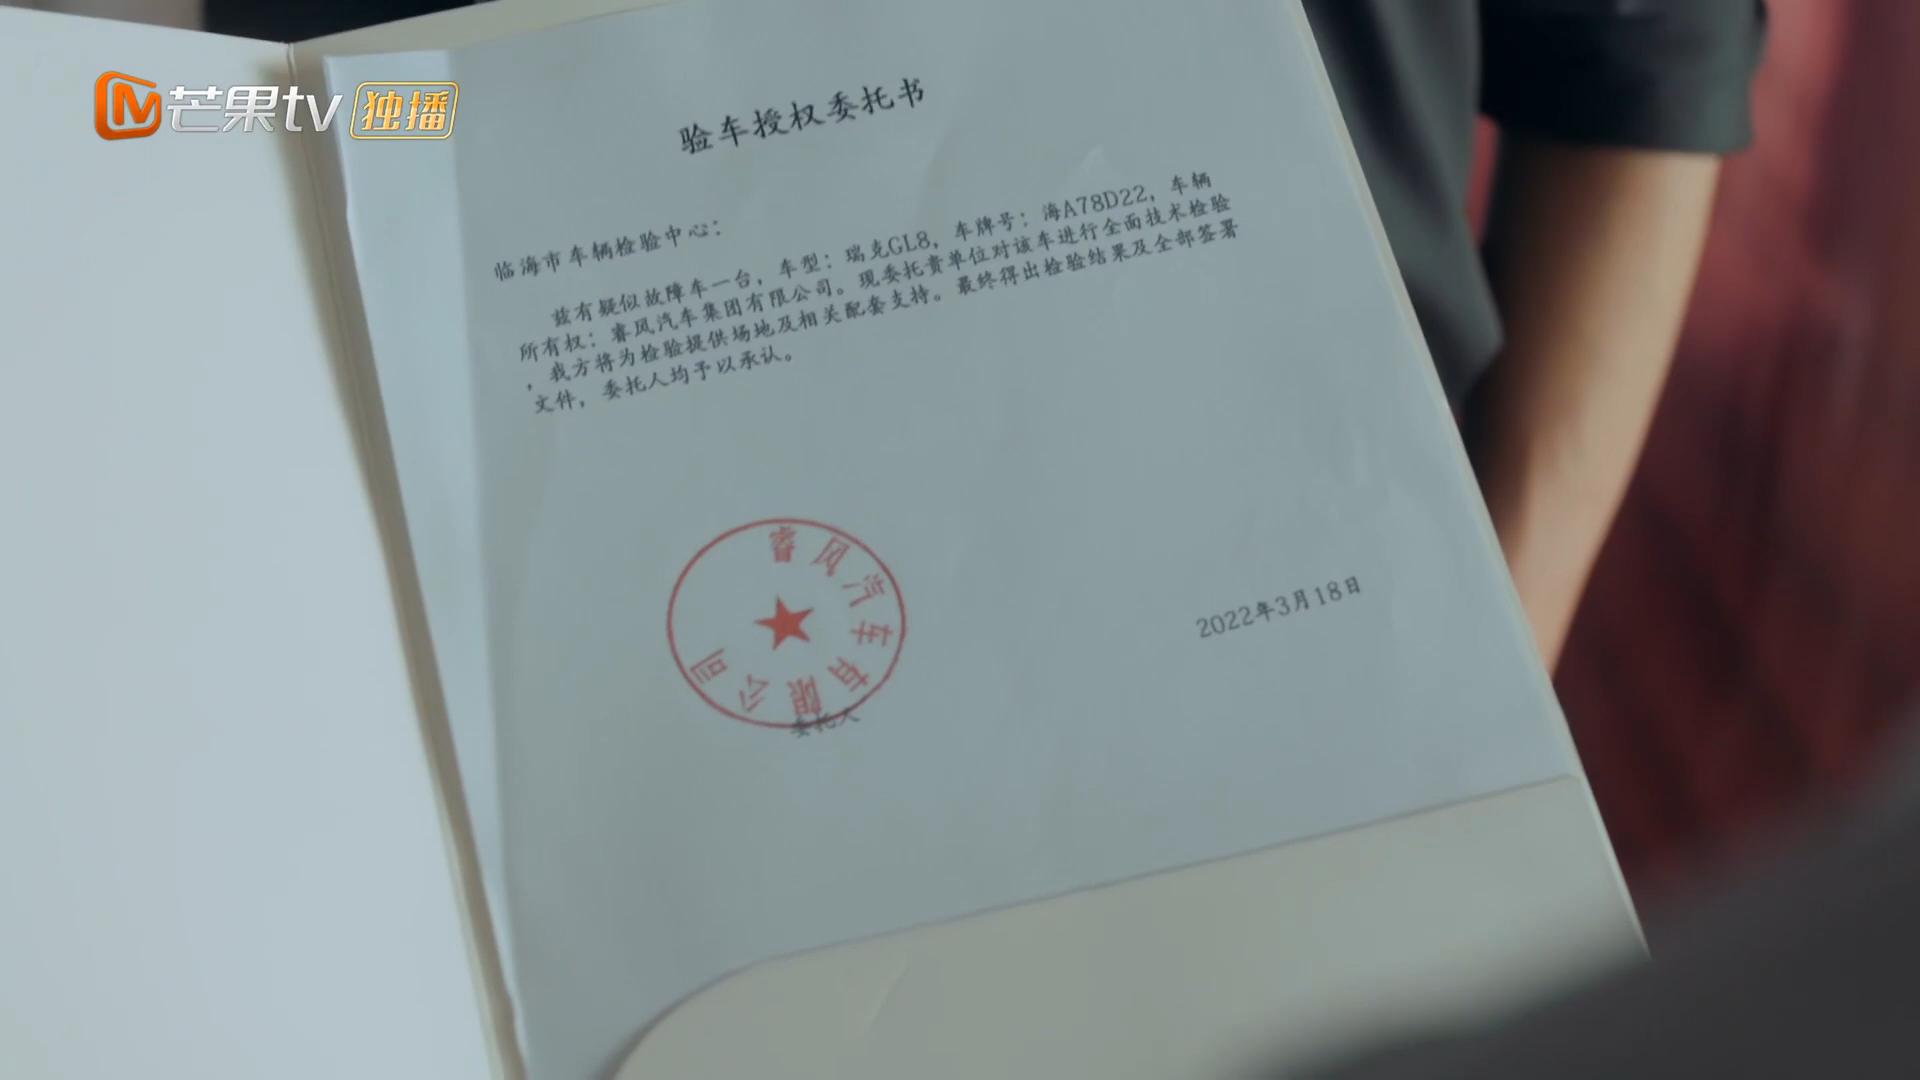 芒果tv 独播
验车授权委托书
临海市车辆检验中心：
兹有疑似故障车一台，车型：瑞克GL8，车牌号：海A78D22，车辆
所有权：睿风汽车集团有限公司。现委托贵单位对该车进行全面技术检验
，我方将为检验提供场地及相关配套支持。最终得出检验结果及全部签署
文件，委托人均予以承认。
睿风汽车有限公司
委托人
2022年3月18日